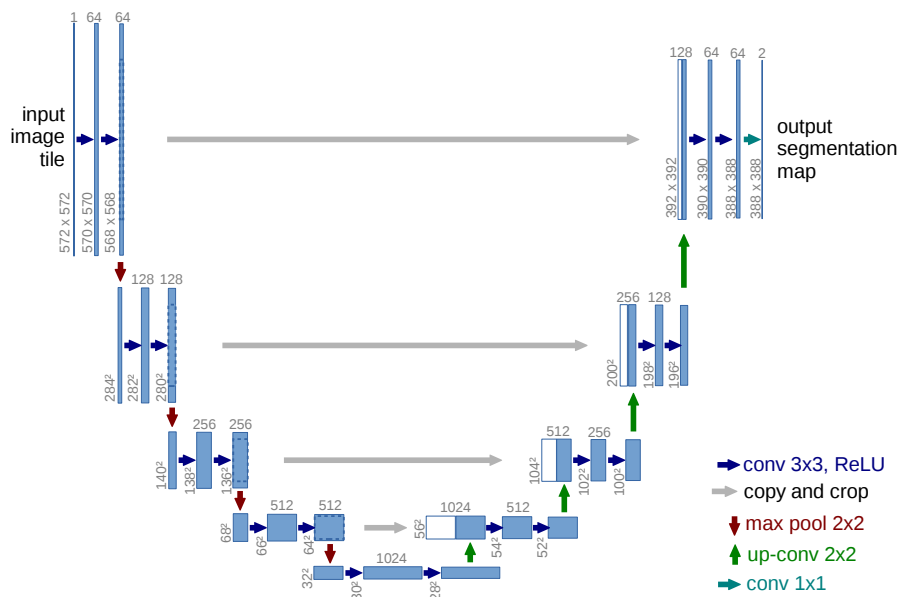 1 64 64
input
image
tile
572 x 572
570 x 570
568 x 568
128 64 64 2
output
segmentation
map
392 x 392
390 x 390
388 x 388
388 x 388
128 128
284²
282²
280²
256 128
200²
198²
196²
256 256
140²
138²
136²
512 256
104²
102²
100²
512 512
68²
66²
64²
1024 512
56²
54²
52²
1024
32²
30²
28²
conv 3x3, ReLU
copy and crop
max pool 2x2
up-conv 2x2
conv 1x1